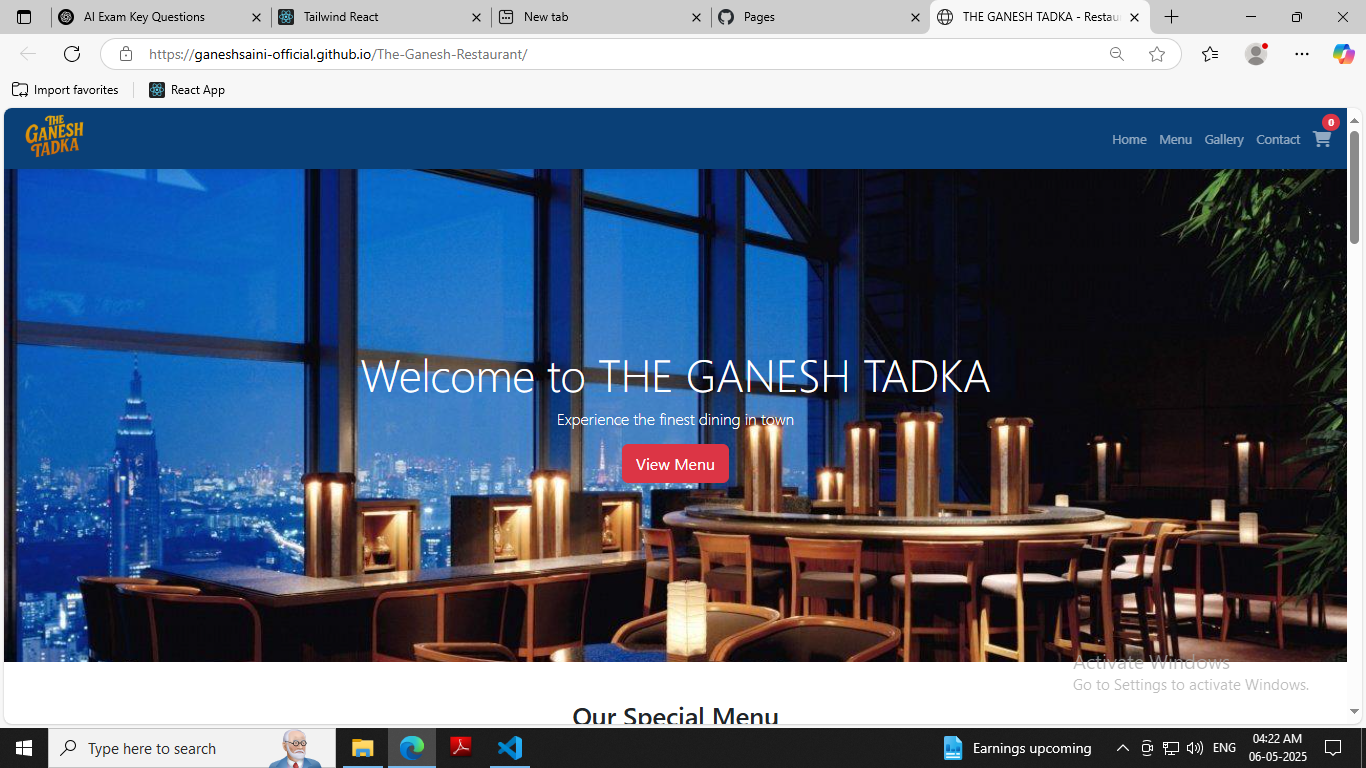 AI Exam Key Questions
Tailwind React
New tab
Pages
THE GANESH TADKA - Restau
https://ganeshsaini-official.github.io/The-Ganesh-Restaurant/
Import favorites
React App
THE
GANESH
TADKA
Home
Menu
Gallery
Contact
0
Welcome to THE GANESH TADKA
Experience the finest dining in town
View Menu
Our Special Menu
Activate Windows
Go to Settings to activate Windows.
Type here to search
Earnings upcoming
ENG
04:22 AM
06-05-2025